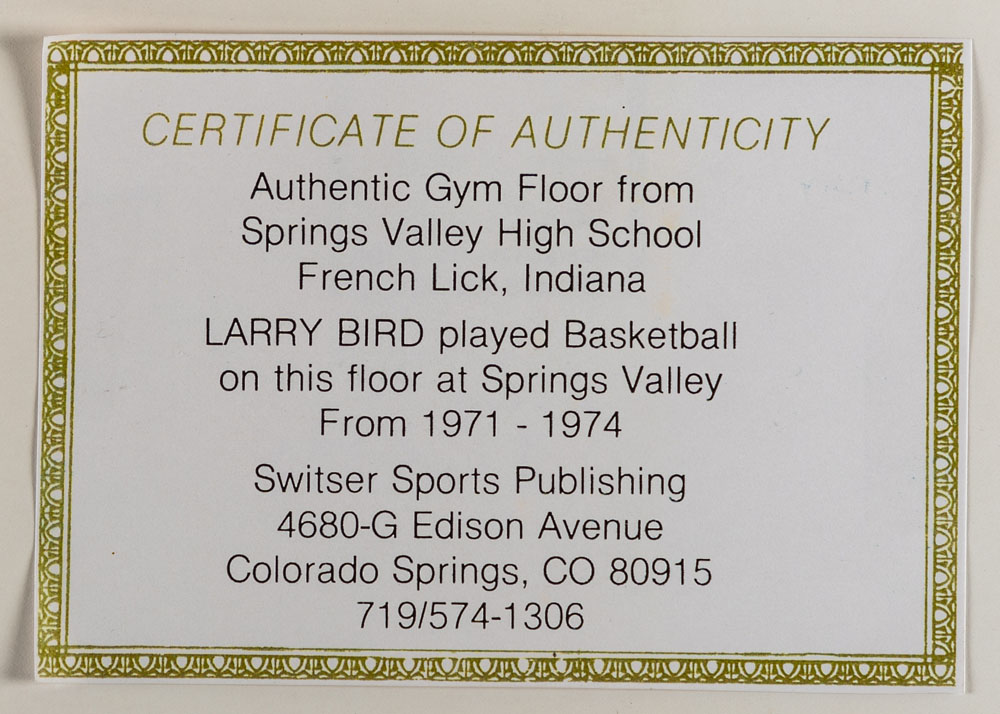 CERTIFICATE OF AUTHENTICITY
Authentic Gym Floor from
Springs Valley High School
French Lick, Indiana
LARRY BIRD played Basketball
on this floor at Springs Valley
From 1971 - 1974
Switser Sports Publishing
4680-G Edison Avenue
Colorado Springs, CO 80915
719/574-1306